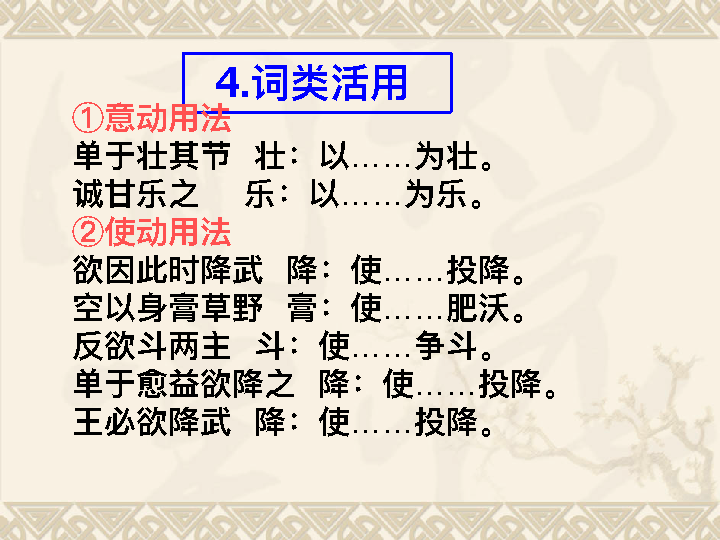 4.词类活用
①意动用法
单于壮其节 壮：以……为壮。
诚甘乐之 乐：以……为乐。
②使动用法
欲因此时降武 降：使……投降。
空以身膏草野 膏：使……肥沃。
反欲斗两主 斗：使……争斗。
单于愈益欲降之 降：使……投降。
王必欲降武 降：使……投降。